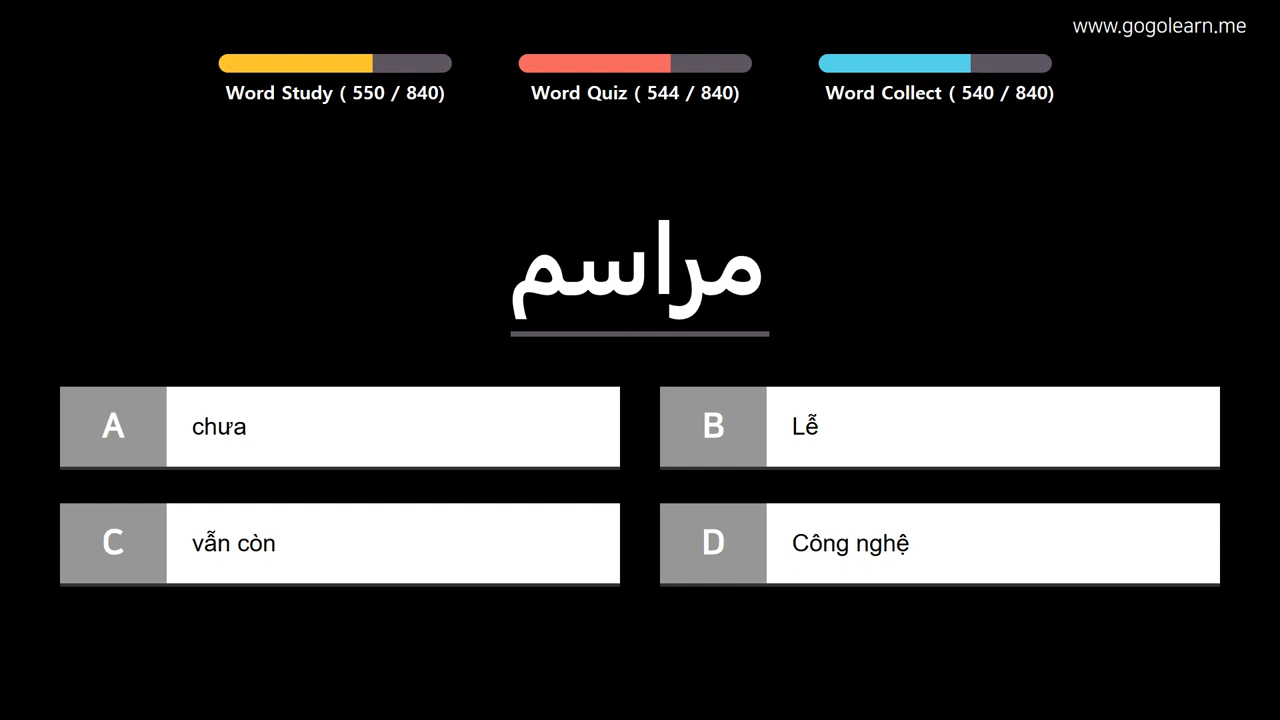 www.gogolearn.me
Word Study ( 550 / 840)
Word Quiz ( 544 / 840)
Word Collect ( 540 / 840)
مراسم
A
chưa
B
Lễ
C
vẫn còn
D
Công nghệ